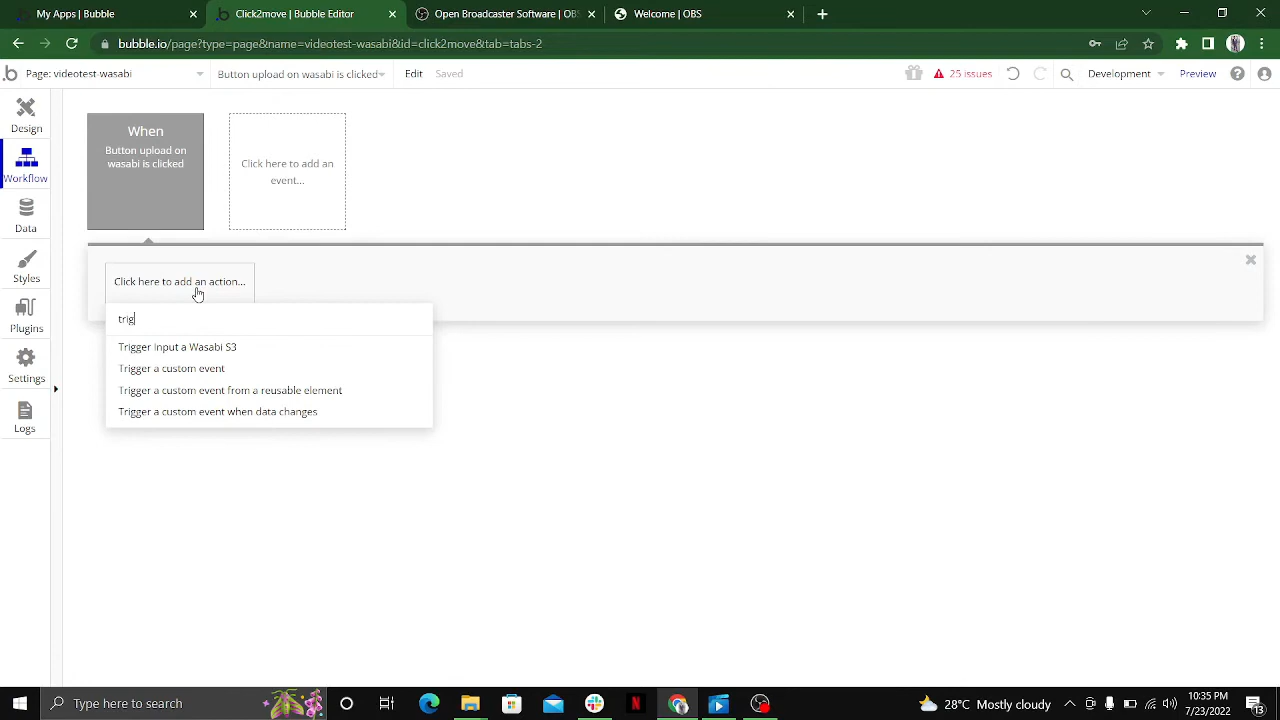 My Apps | Bubble
Click2move | Bubble Editor
Open Broadcaster Software | OBS
Welcome | OBS
bubble.io/page?type=page&name=videotest-wasabi&id=click2move&tab=tabs-2
Page: videotest-wasabi
Button upload on wasabi is clicked
Edit
Saved
25 issues
Development
Preview
Design
Workflow
Data
Styles
Plugins
Settings
Logs
When
Button upload on
wasabi is clicked
Click here to add an
event...
Click here to add an action...
trig
Trigger Input a Wasabi S3
Trigger a custom event
Trigger a custom event from a reusable element
Trigger a custom event when data changes
Type here to search
28°C Mostly cloudy
10:35 PM
7/23/2022
13